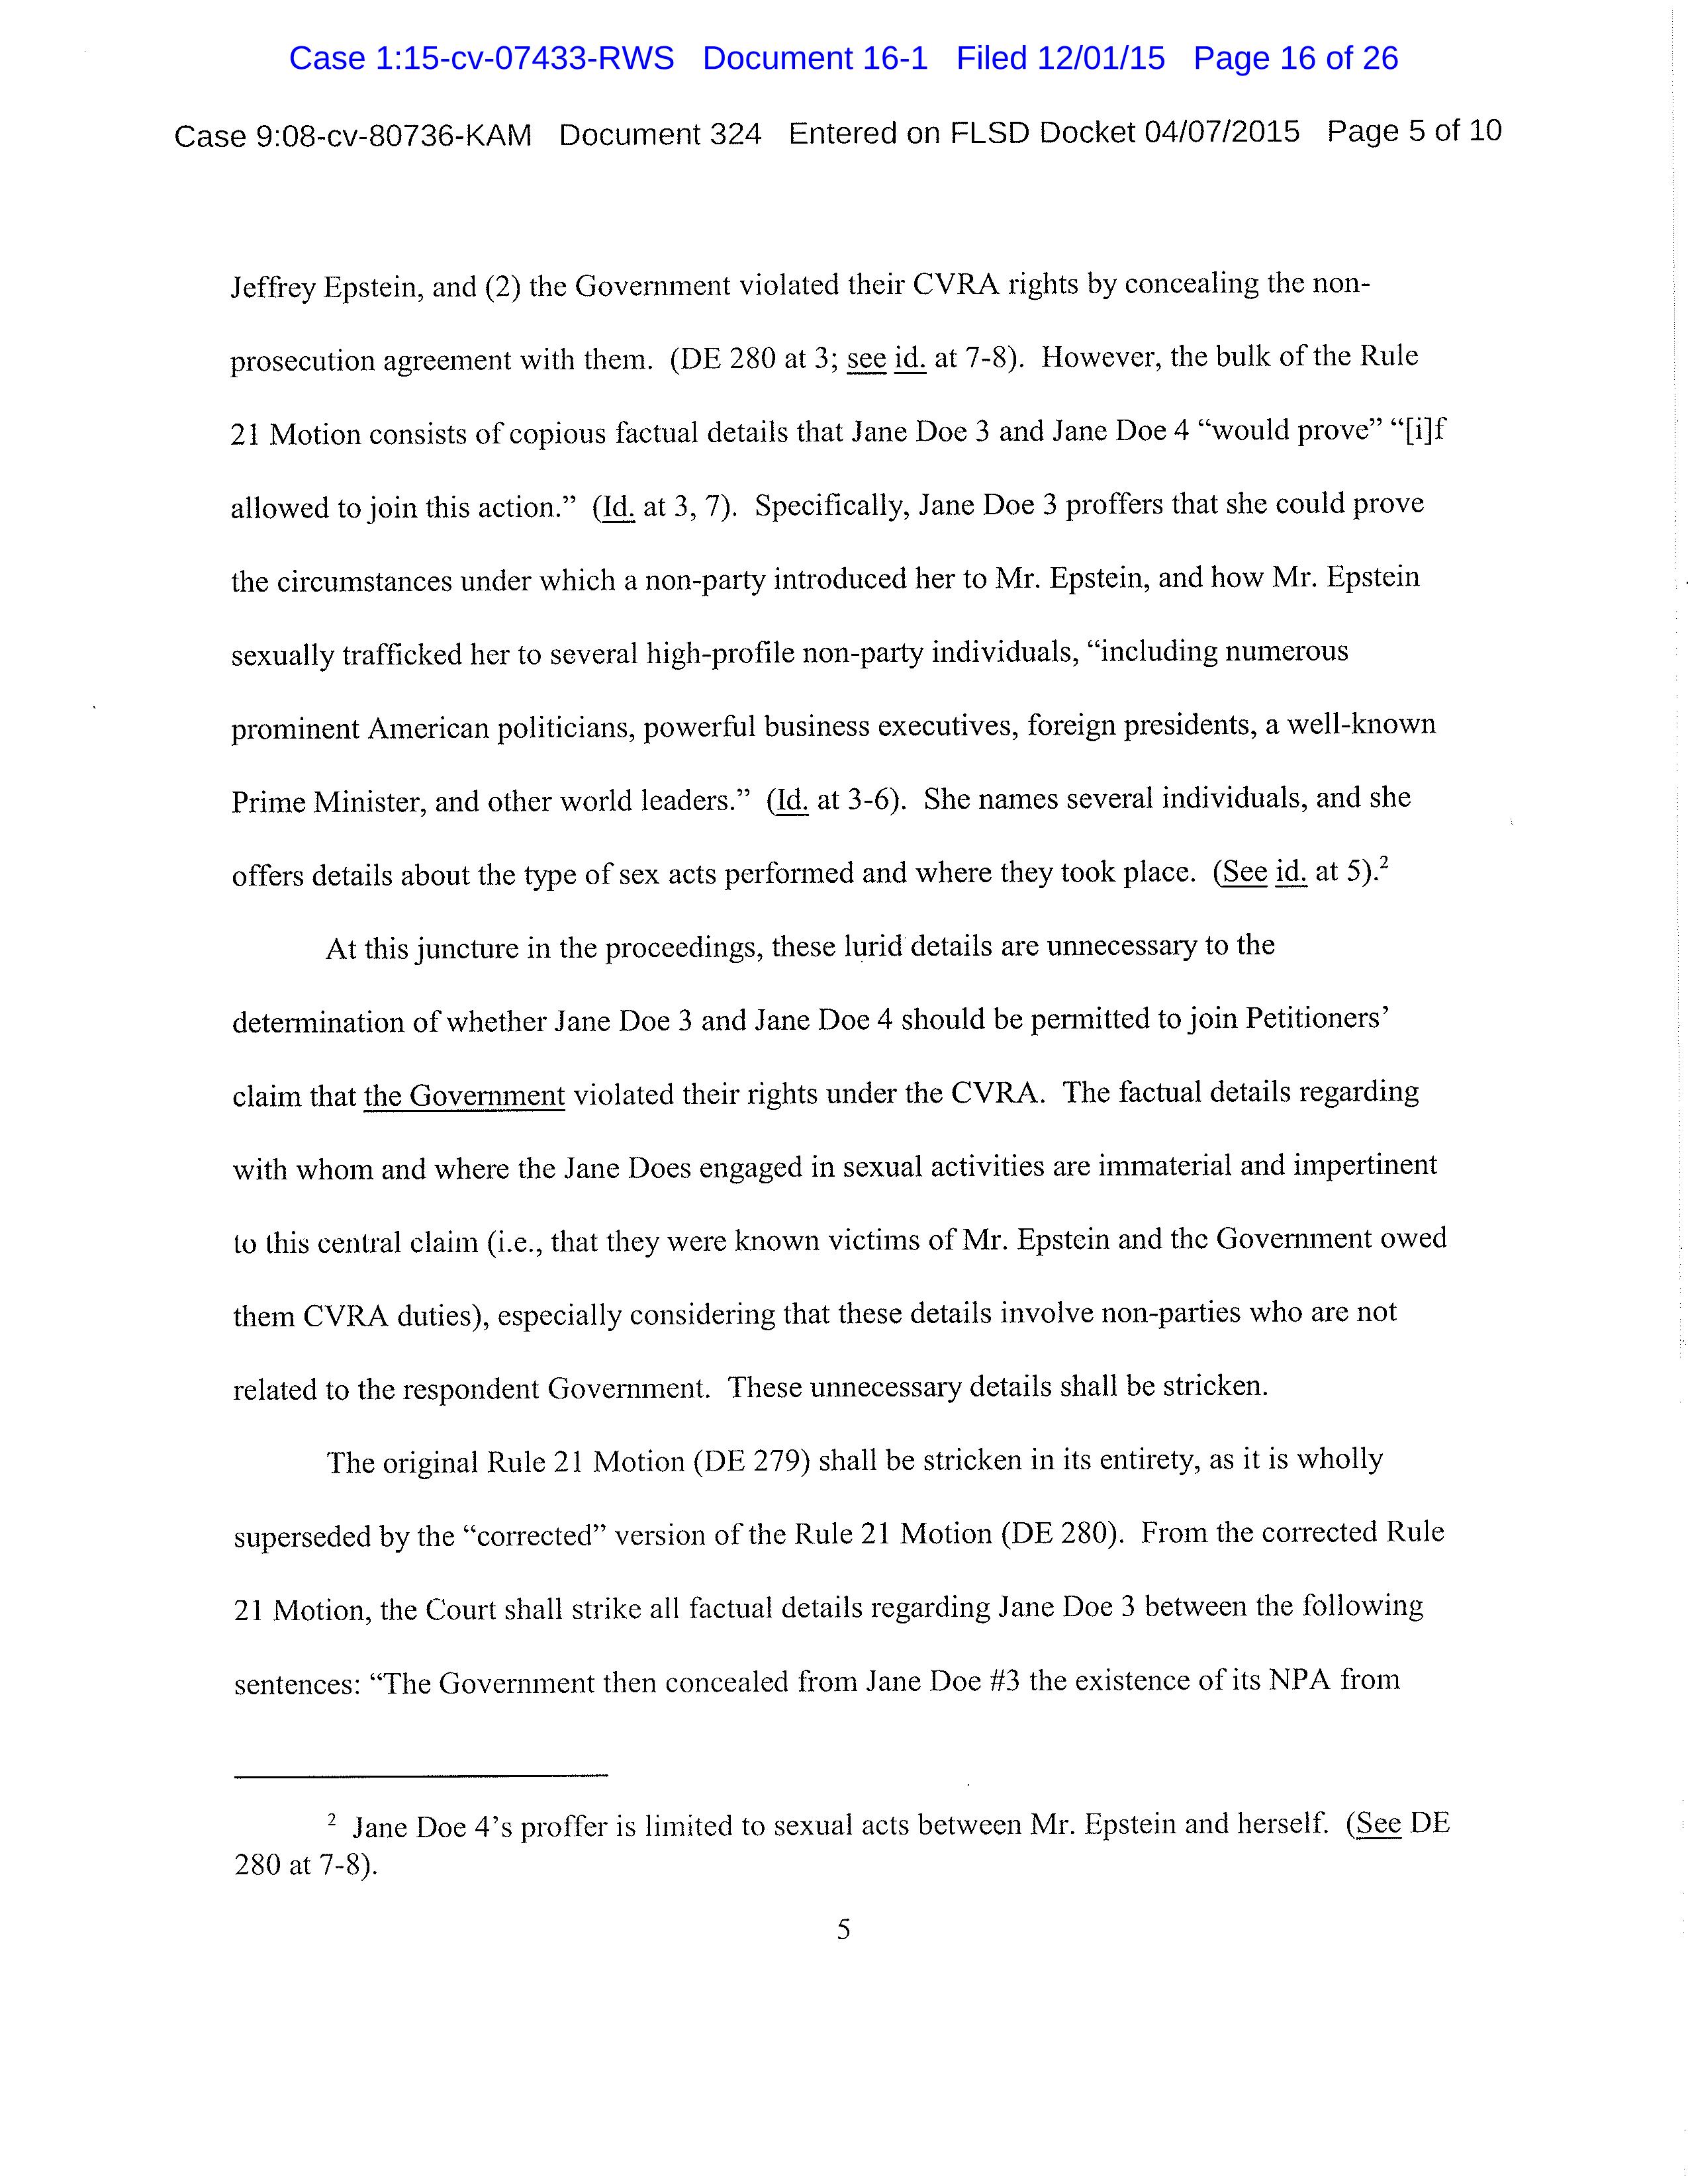 Case 1:15-cv-07433-RWS Document 16-1 Filed 12/01/15 Page 16 of 26
Case 9:08-cv-80736-KAM Document 324 Entered on FLSD Docket 04/07/2015 Page 5 of 10
Jeffrey Epstein, and (2) the Government violated their CVRA rights by concealing the non-
prosecution agreement with them. (DE 280 at 3; see id. at 7-8). However, the bulk of the Rule
21 Motion consists of copious factual details that Jane Doe 3 and Jane Doe 4 “would prove” “[i]f
allowed to join this action.” (Id. at 3, 7). Specifically, Jane Doe 3 proffers that she could prove
the circumstances under which a non-party introduced her to Mr. Epstein, and how Mr. Epstein
sexually trafficked her to several high-profile non-party individuals, “including numerous
prominent American politicians, powerful business executives, foreign presidents, a well-known
Prime Minister, and other world leaders.” (Id. at 3-6). She names several individuals, and she
offers details about the type of sex acts performed and where they took place. (See id. at 5).²
At this juncture in the proceedings, these lurid details are unnecessary to the
determination of whether Jane Doe 3 and Jane Doe 4 should be permitted to join Petitioners’
claim that the Government violated their rights under the CVRA. The factual details regarding
with whom and where the Jane Does engaged in sexual activities are immaterial and impertinent
to this central claim (i.e., that they were known victims of Mr. Epstein and the Government owed
them CVRA duties), especially considering that these details involve non-parties who are not
related to the respondent Government. These unnecessary details shall be stricken.
The original Rule 21 Motion (DE 279) shall be stricken in its entirety, as it is wholly
superseded by the “corrected” version of the Rule 21 Motion (DE 280). From the corrected Rule
21 Motion, the Court shall strike all factual details regarding Jane Doe 3 between the following
sentences: “The Government then concealed from Jane Doe #3 the existence of its NPA from
² Jane Doe 4’s proffer is limited to sexual acts between Mr. Epstein and herself. (See DE
280 at 7-8).
5